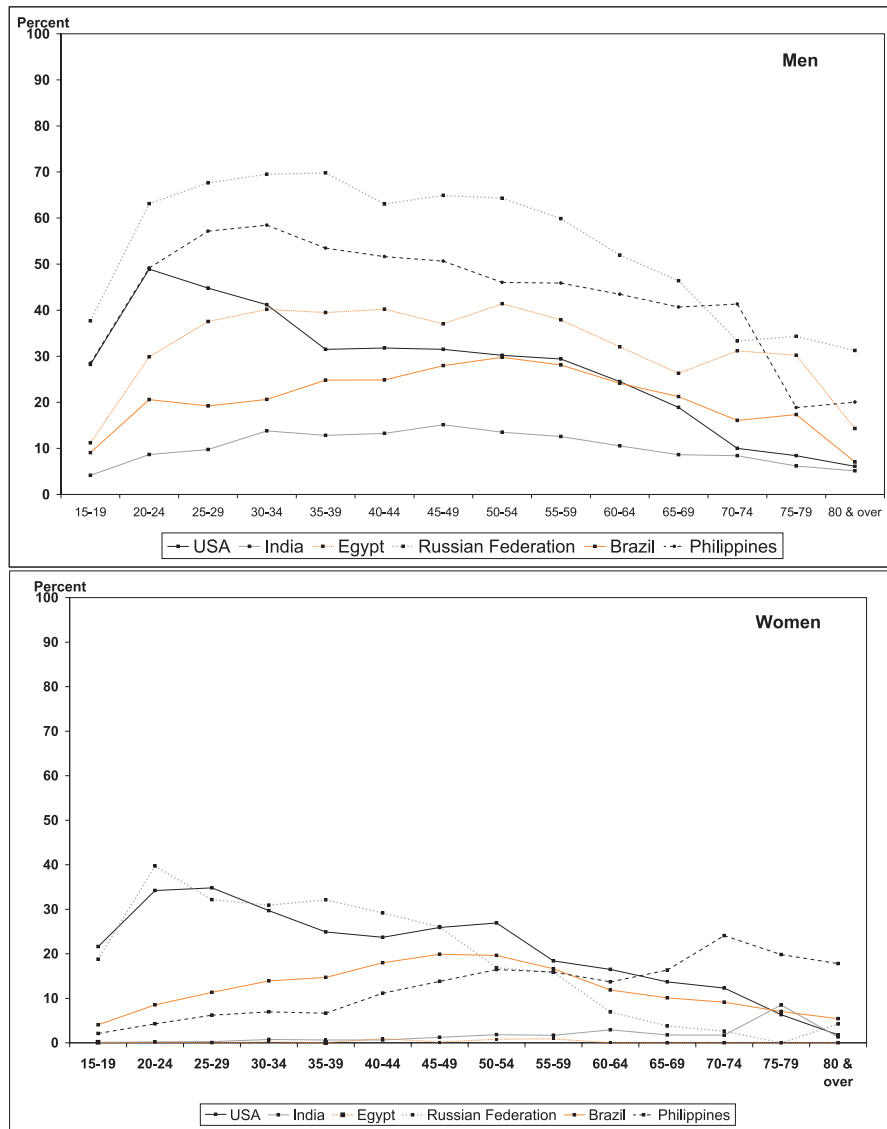 Percent
100
Men
90
80
70
60
50
40
30
20
10
0
15-19 20-24 25-29 30-34 35-39 40-44 45-49 50-54 55-59 60-64 65-69 70-74 75-79 80 & over
USA India Egypt Russian Federation Brazil Philippines
Percent
100
Women
90
80
70
60
50
40
30
20
10
0
15-19 20-24 25-29 30-34 35-39 40-44 45-49 50-54 55-59 60-64 65-69 70-74 75-79 80 &
over
USA India Egypt Russian Federation Brazil Philippines